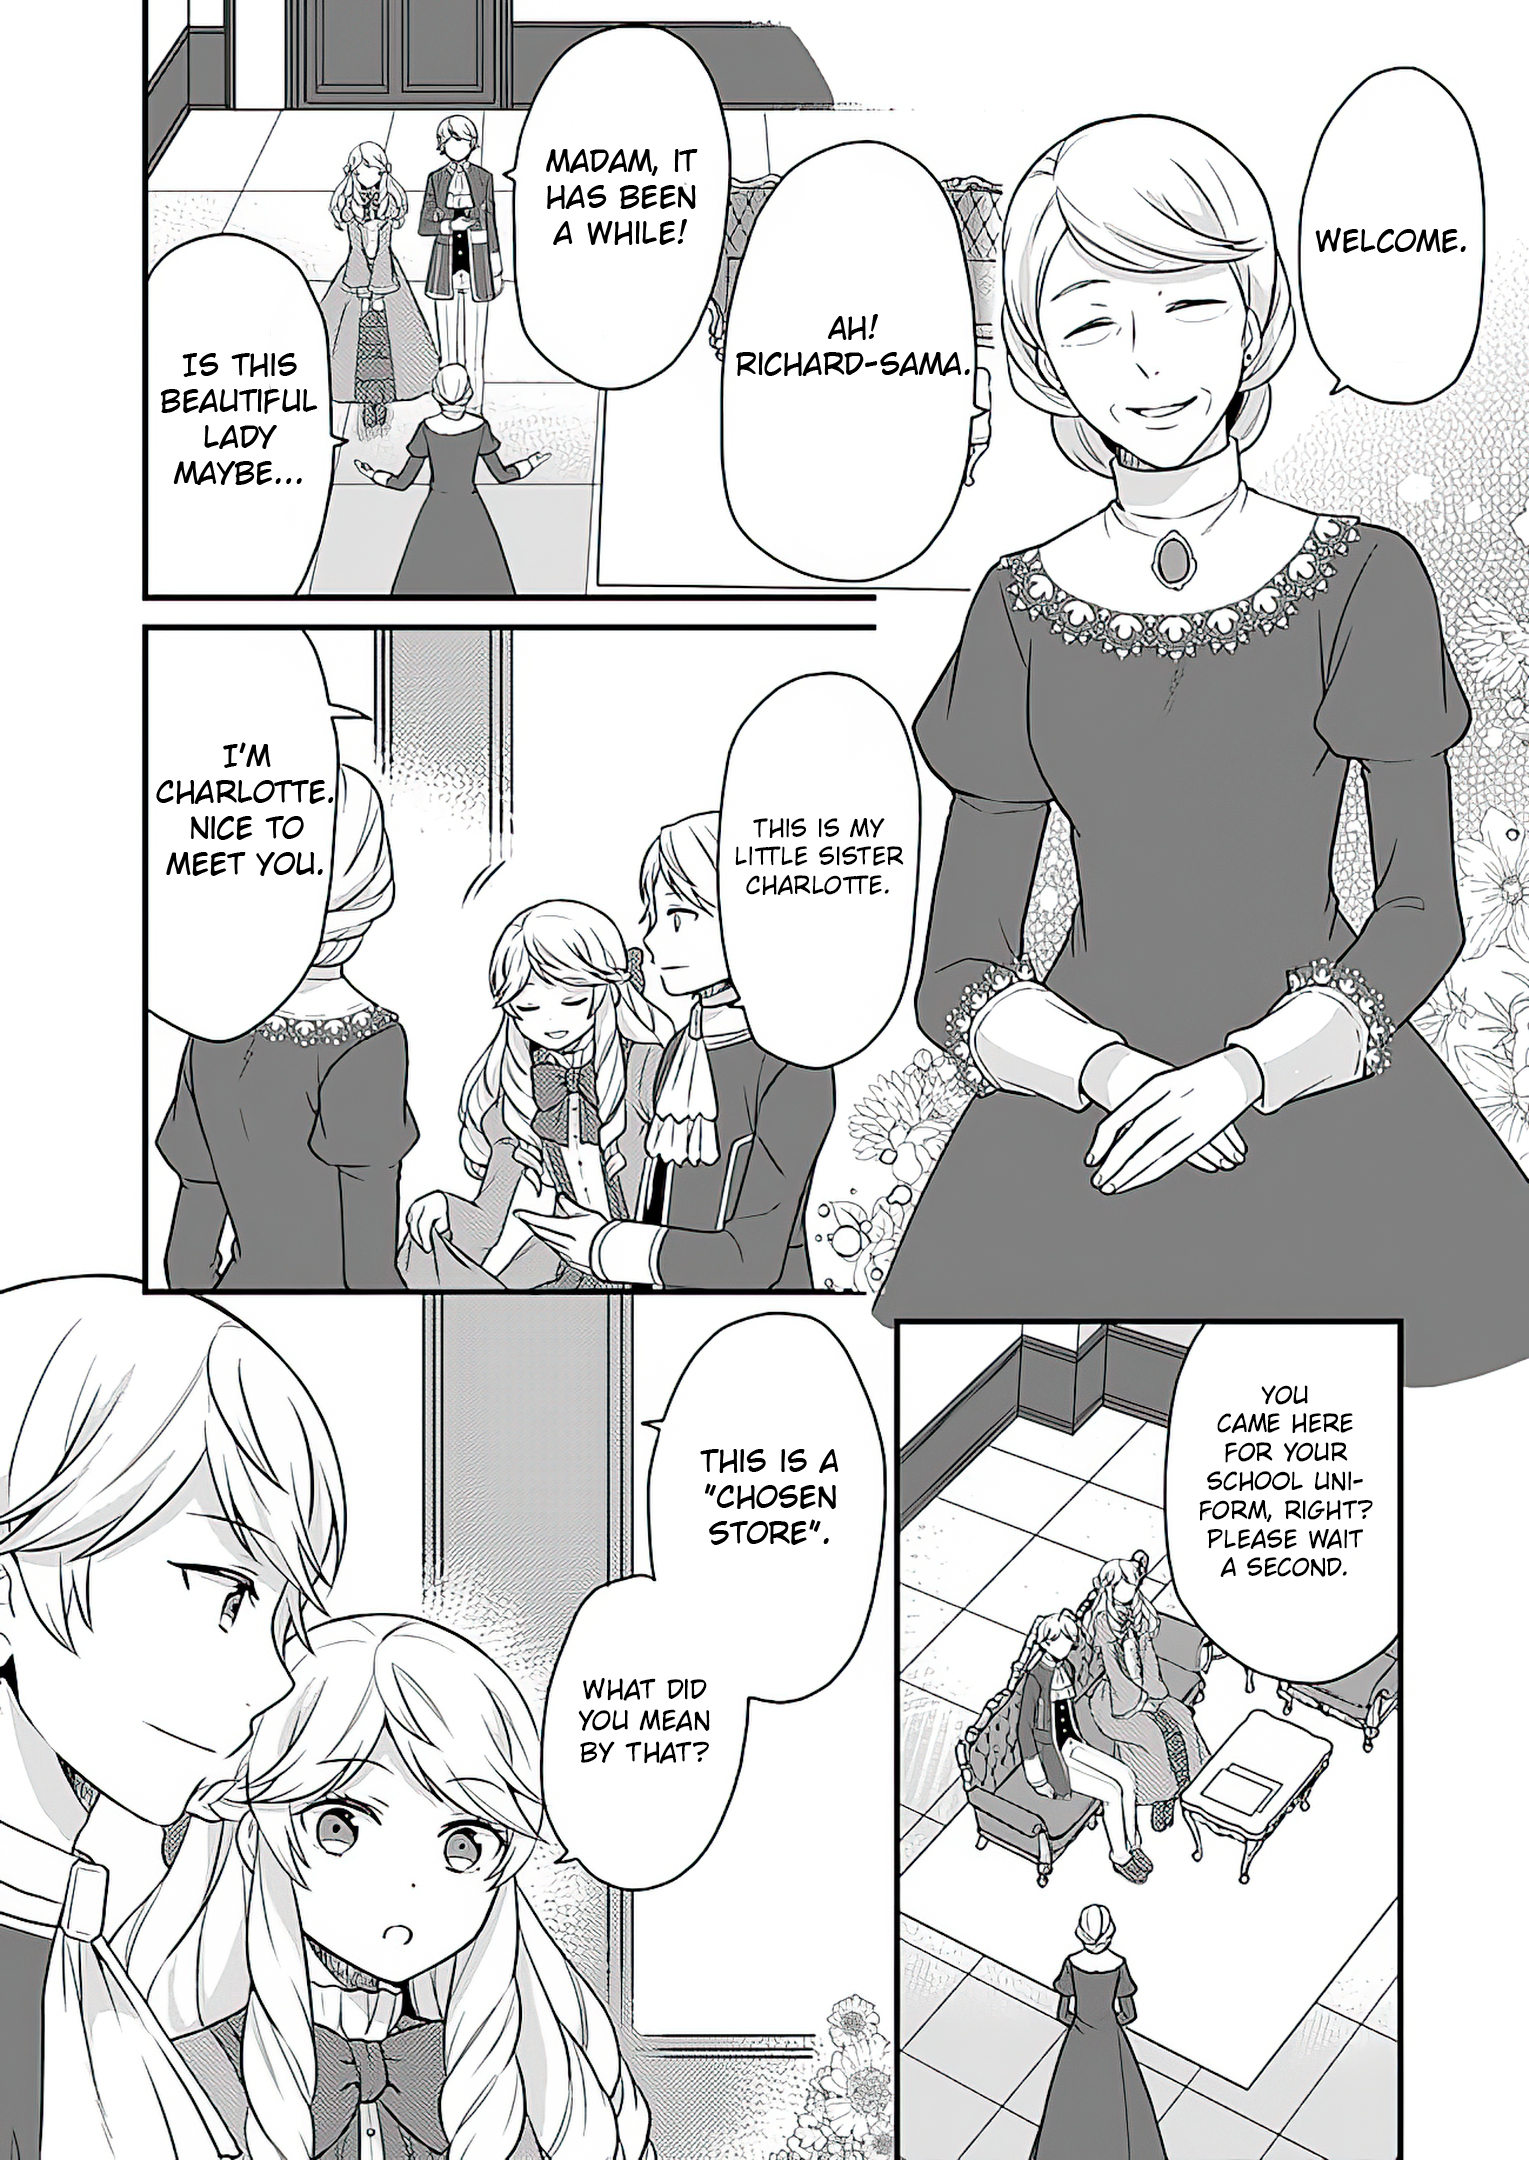 WELCOME.
AH!
RICHARD-SAMA.
MADAM, IT
HAS BEEN
A WHILE!
IS THIS
BEAUTIFUL
LADY
MAYBE...
THIS IS MY
LITTLE SISTER
CHARLOTTE.
I'M
CHARLOTTE.
NICE TO
MEET YOU.
YOU
CAME HERE
FOR YOUR
SCHOOL UNI-
FORM, RIGHT?
PLEASE WAIT
A SECOND.
THIS IS A
"CHOSEN
STORE".
WHAT DID
YOU MEAN
BY THAT?